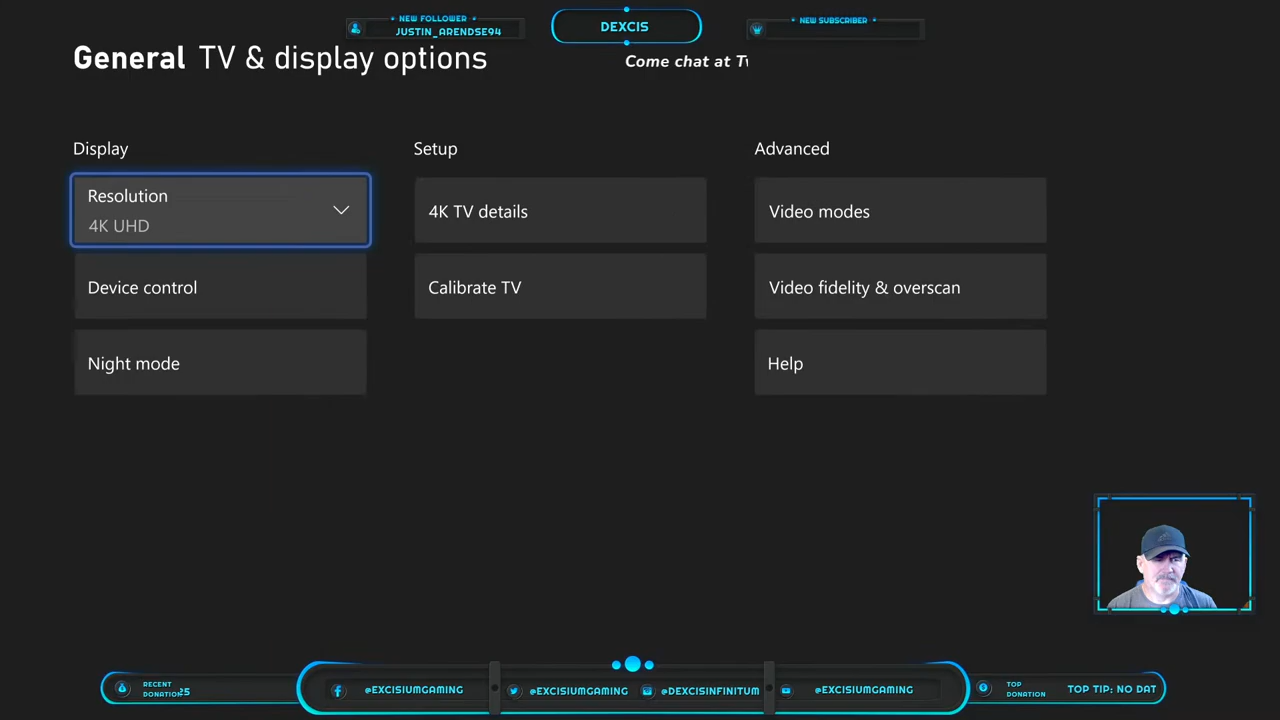 NEW FOLLOWER
JUSTIN_ARENDSE94
DEXCIS
NEW SUBSCRIBER
General TV & display options
Come chat at Tw
Display
Setup
Advanced
Resolution
4K UHD
4K TV details
Video modes
Device control
Calibrate TV
Video fidelity & overscan
Night mode
Help
RECENT
DONATION
@EXCISIUMGAMING
@EXCISIUMGAMING
@DEXCISINFINITUM
@EXCISIUMGAMING
TOP
DONATION
TOP TIP: NO DAT